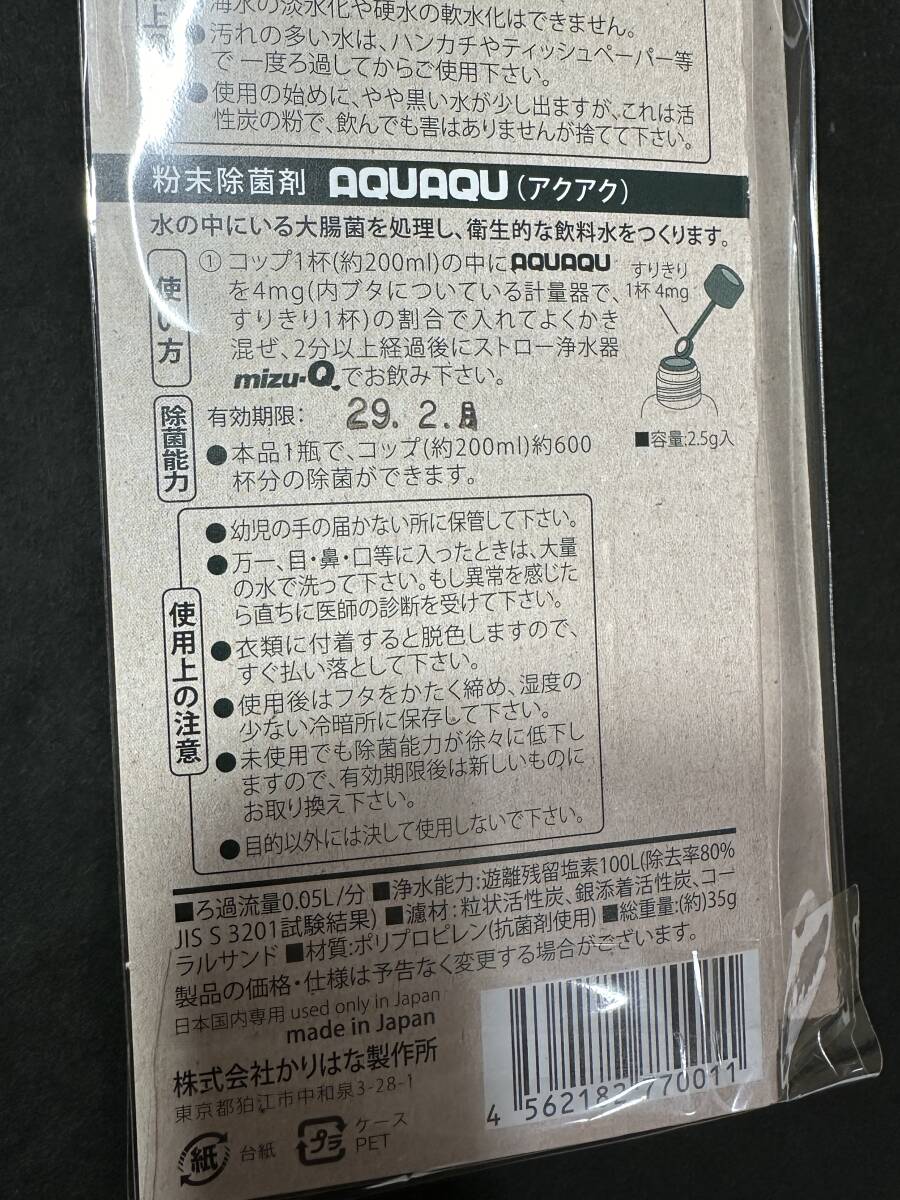 海水の淡水化や硬水の軟水化はできません。
●汚れの多い水は、ハンカチやティッシュペーパー等
で一度ろ過してからご使用下さい。
●使用の始めに、やや黒い水が少し出ますが、これは活
性炭の粉で、飲んでも害はありませんが捨てて下さい。
上
粉末除菌剤 AQUAQU(アクアク)
水の中にいる大腸菌を処理し、衛生的な飲料水をつくります。
使い方
①コップ1杯(約200ml)の中にAQUAQU
を4mg(内ブタについている計量器で、
すりきり1杯)の割合で入れてよくかき
混ぜ、2分以上経過後にストロー浄水器
mizu-Qでお飲み下さい。
すりきり
1杯 4mg
■容量:2.5g入
除菌能力
有効期限: 29. 2.月
●本品1瓶で、コップ(約200ml)約600
杯分の除菌ができます。
使用上の注意
●幼児の手の届かない所に保管して下さい。
●万一、目・鼻・口等に入ったときは、大量
の水で洗って下さい。もし異常を感じた
ら直ちに医師の診断を受けて下さい。
●衣類に付着すると脱色しますので、
すぐ払い落として下さい。
●使用後はフタをかたく締め、湿度の
少ない冷暗所に保存して下さい。
●未使用でも除菌能力が徐々に低下し
ますので、有効期限後は新しいものに
お取り換え下さい。
●目的以外には決して使用しないで下さい。
■ろ過流量0.05L/分 ■浄水能力:遊離残留塩素100L(除去率80%
JIS S 3201試験結果) ■濾材:粒状活性炭、銀添着活性炭、コー
ラルサンド ■材質:ポリプロピレン(抗菌剤使用) ■総重量:(約)35g
製品の価格・仕様は予告なく変更する場合がございます。
日本国内専用 used only in Japan
made in Japan
株式会社かりはな製作所
東京都狛江市中和泉3-28-1
紙 台紙
プラ ケース
PET
4 562182 770011